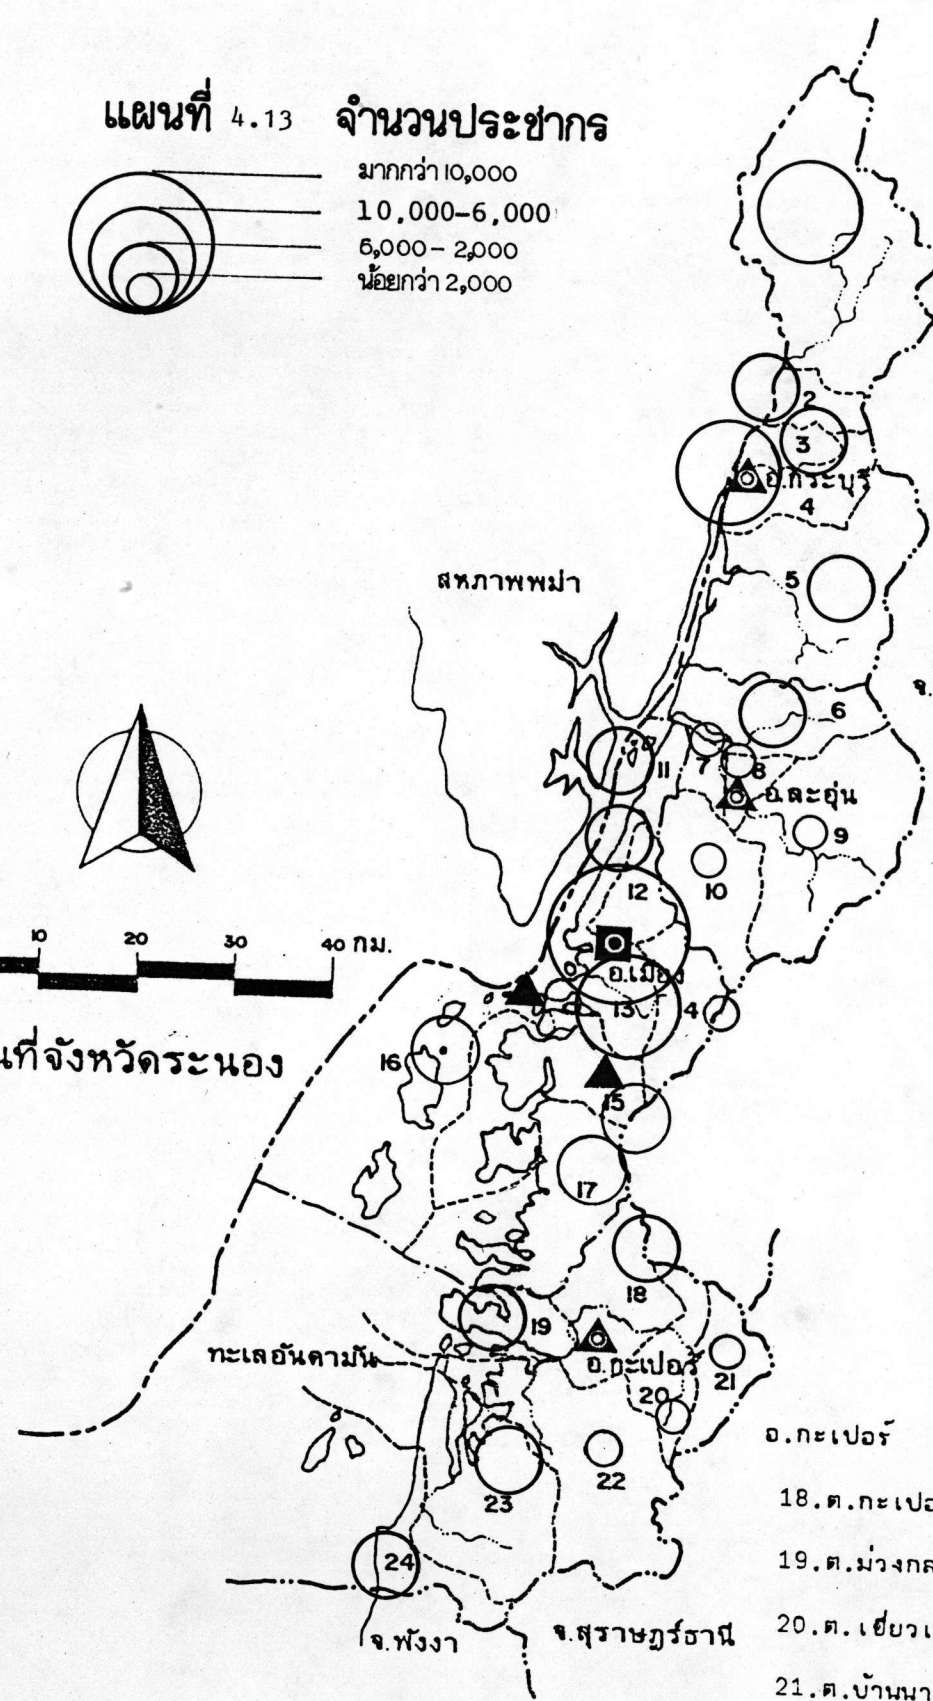 แผนที่ 4.13 จำนวนประชากร
มากกว่า 10,000
10,000-6,000
6,000-2,000
น้อยกว่า 2,000
2
3
อ.กระบุรี
4
สหภาพพม่า
5
จ.
6
11
7
8
อ.ละอุ่น
9
12
10
10 20 30 40 กม.
อ.เมือง
13
4
นที่จังหวัดระนอง
16
15
17
18
19
ทะเลอันดามัน
อ.กะเปอร์
21
20
อ.กะเปอร์
22
23
18.ต.กะเปอ
24
19.ต.ม่วงกล
จ.พังงา
จ.สุราษฎร์ธานี
20.ต.เชี่ยวเ
21.ต.บ้านนา